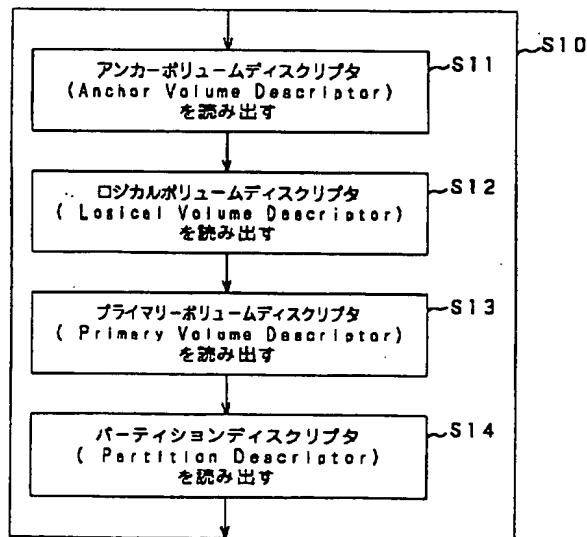 S10
アンカーボリュームディスクリプタ S11
(Anchor Volume Descriptor)
を読み出す
ロジカルボリュームディスクリプタ S12
( Logical Volume Descriptor)
を読み出す
プライマリーボリュームディスクリプタ S13
( Primary Volume Descriptor)
を読み出す
パーティションディスクリプタ S14
( Partition Descriptor)
を読み出す